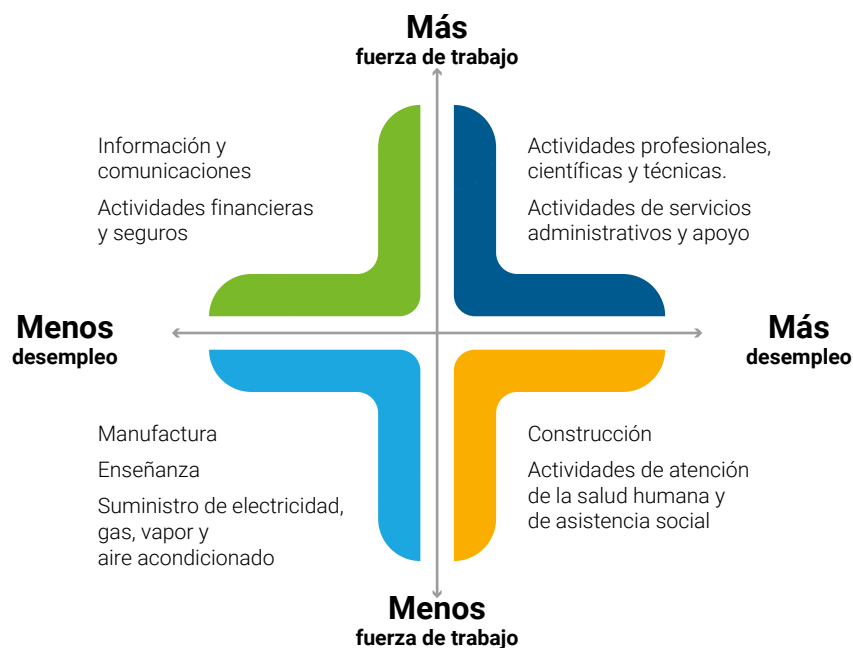 Más
fuerza de trabajo
Información y
comunicaciones
Actividades financieras
y seguros
Actividades profesionales,
científicas y técnicas.
Actividades de servicios
administrativos y apoyo
Menos
desempleo
Más
desempleo
Manufactura
Enseñanza
Suministro de electricidad,
gas, vapor y
aire acondicionado
Construcción
Actividades de atención
de la salud humana y
de asistencia social
Menos
fuerza de trabajo